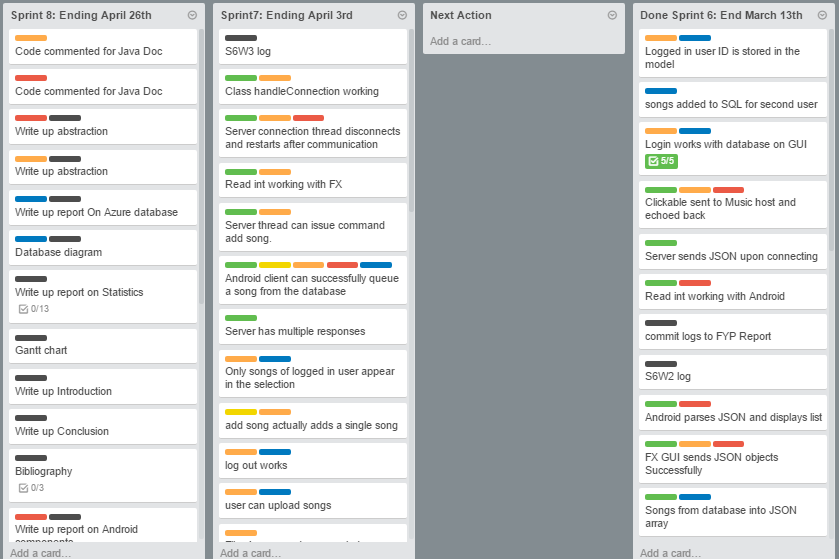 Sprint 8: Ending April 26th
Code commented for Java Doc
Code commented for Java Doc
Write up abstraction
Write up abstraction
Write up report On Azure database
Database diagram
Write up report on Statistics
0/13
Gantt chart
Write up Introduction
Write up Conclusion
Bibliography
0/3
Write up report on Android
components
Add a card...
Sprint7: Ending April 3rd
S6W3 log
Class handleConnection working
Server connection thread disconnects
and restarts after communication
Read int working with FX
Server thread can issue command
add song.
Android client can successfully queue
a song from the database
Server has multiple responses
Only songs of logged in user appear
in the selection
add song actually adds a single song
log out works
user can upload songs
Add a card...
Next Action
Add a card...
Done Sprint 6: End March 13th
Logged in user ID is stored in the
model
songs added to SQL for second user
Login works with database on GUI
5/5
Clickable sent to Music host and
echoed back
Server sends JSON upon connecting
Read int working with Android
commit logs to FYP Report
S6W2 log
Android parses JSON and displays list
FX GUI sends JSON objects
Successfully
Songs from database into JSON
array
Add a card...